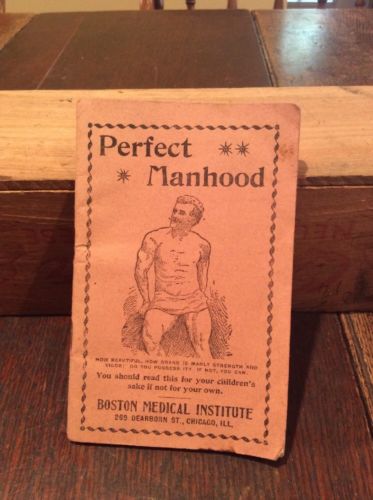 Perfect
Manhood
HOW BEAUTIFUL, HOW GRAND IS MANLY STRENGTH AND
VIGOR! DO YOU POSSESS IT? IF NOT, YOU CAN.
You should read this for your children's
sake if not for your own.
BOSTON MEDICAL INSTITUTE
269 DEARBORN ST., CHICAGO, ILL.